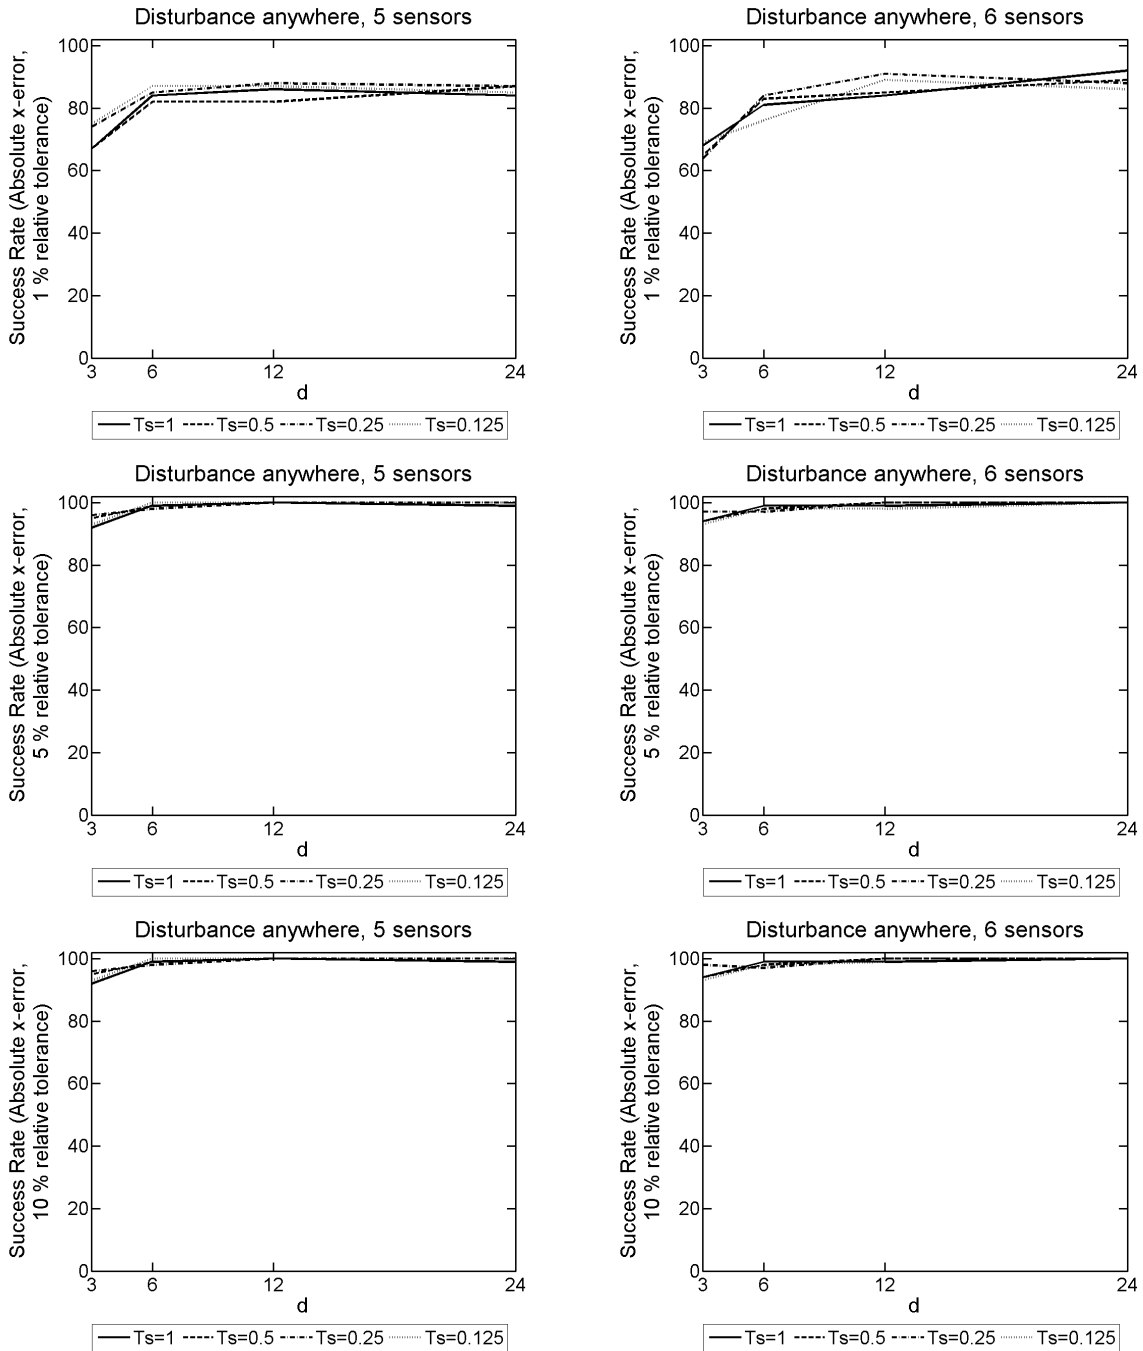 Disturbance anywhere, 5 sensors
Success Rate (Absolute x-error,
1 % relative tolerance)
100
80
60
40
20
0
3 6 12 24
d
Ts=1 Ts=0.5 Ts=0.25 Ts=0.125
Disturbance anywhere, 6 sensors
Success Rate (Absolute x-error,
1 % relative tolerance)
100
80
60
40
20
0
3 6 12 24
d
Ts=1 Ts=0.5 Ts=0.25 Ts=0.125
Disturbance anywhere, 5 sensors
Success Rate (Absolute x-error,
5 % relative tolerance)
100
80
60
40
20
0
3 6 12 24
d
Ts=1 Ts=0.5 Ts=0.25 Ts=0.125
Disturbance anywhere, 6 sensors
Success Rate (Absolute x-error,
5 % relative tolerance)
100
80
60
40
20
0
3 6 12 24
d
Ts=1 Ts=0.5 Ts=0.25 Ts=0.125
Disturbance anywhere, 5 sensors
Success Rate (Absolute x-error,
10 % relative tolerance)
100
80
60
40
20
0
3 6 12 24
d
Ts=1 Ts=0.5 Ts=0.25 Ts=0.125
Disturbance anywhere, 6 sensors
Success Rate (Absolute x-error,
10 % relative tolerance)
100
80
60
40
20
0
3 6 12 24
d
Ts=1 Ts=0.5 Ts=0.25 Ts=0.125